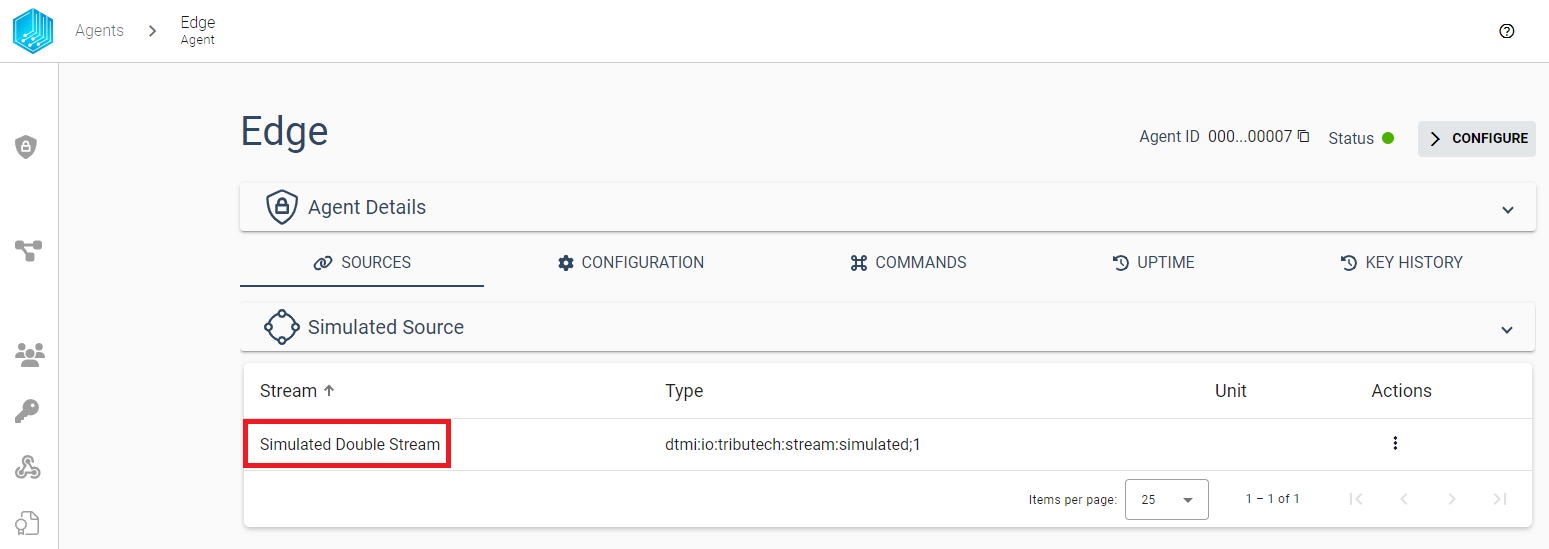 Agents
Edge
Agent
Edge
Agent ID 000...00007
Status
CONFIGURE
Agent Details
SOURCES CONFIGURATION COMMANDS UPTIME KEY HISTORY
Simulated Source
Stream Type Unit Actions
Simulated Double Stream dtmi:io:tributech:stream:simulated;1
Items per page: 25 1 – 1 of 1